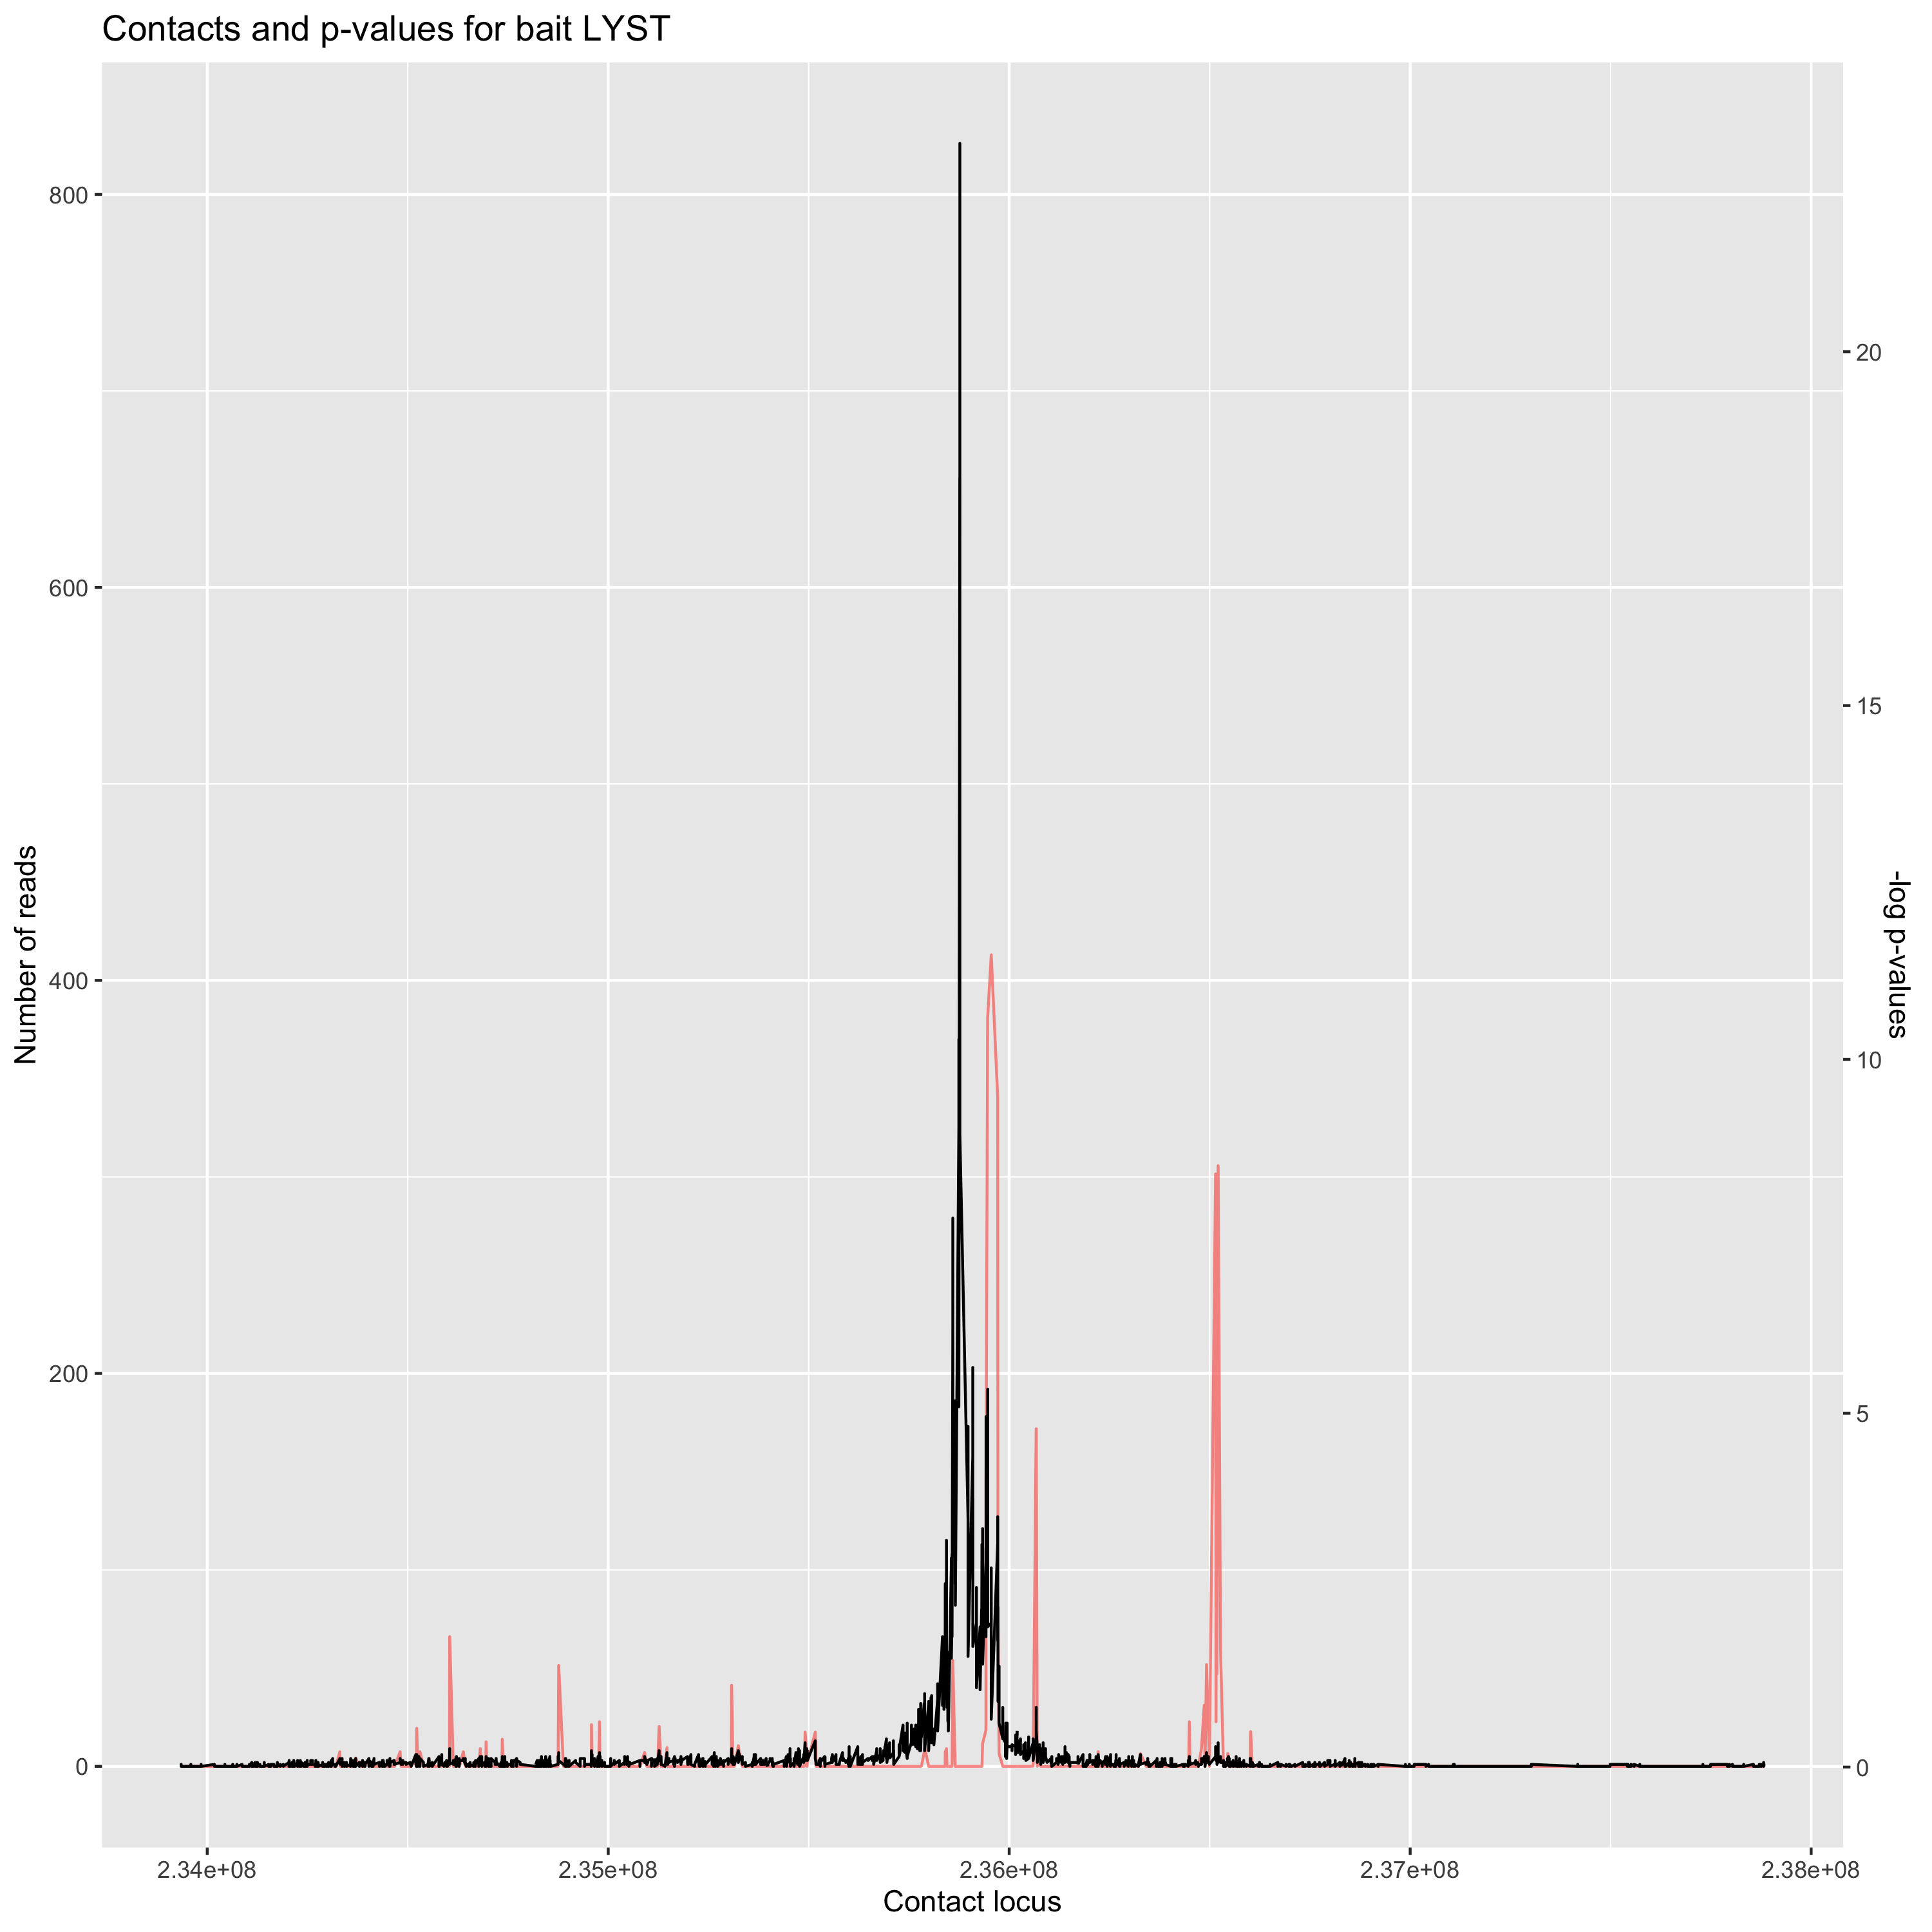 Contacts and p-values for bait LYST
800
600
400
200
0
Number of reads
20
15
10
5
0
-log p-values
2.34e+08
2.35e+08
2.36e+08
2.37e+08
2.38e+08
Contact locus